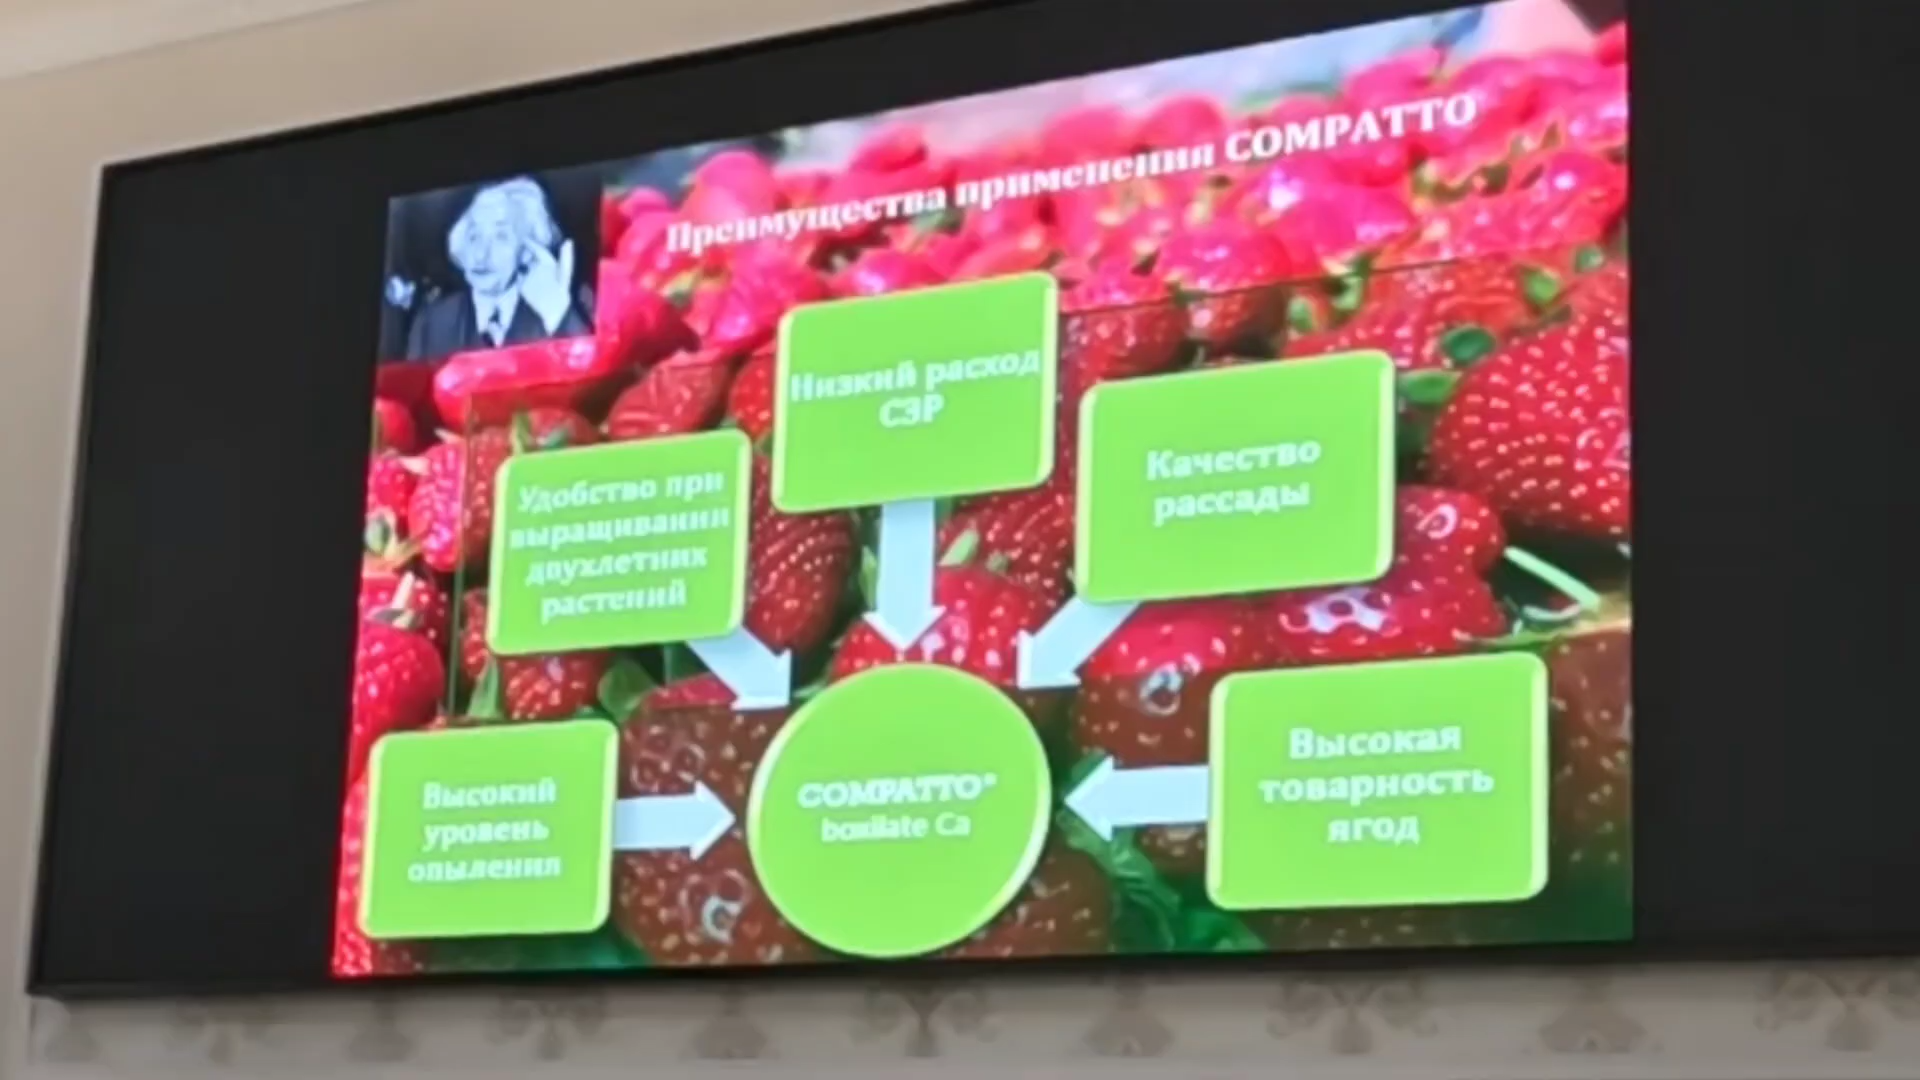 Преимущества применения COMPATTO
Низкий расход
СЗР
Качество
рассады
Удобство при
выращивании
двухлетних
растений
Высокий
уровень
опыления
COMPATTO®
boxilate Ca
Высокая
товарность
ягод